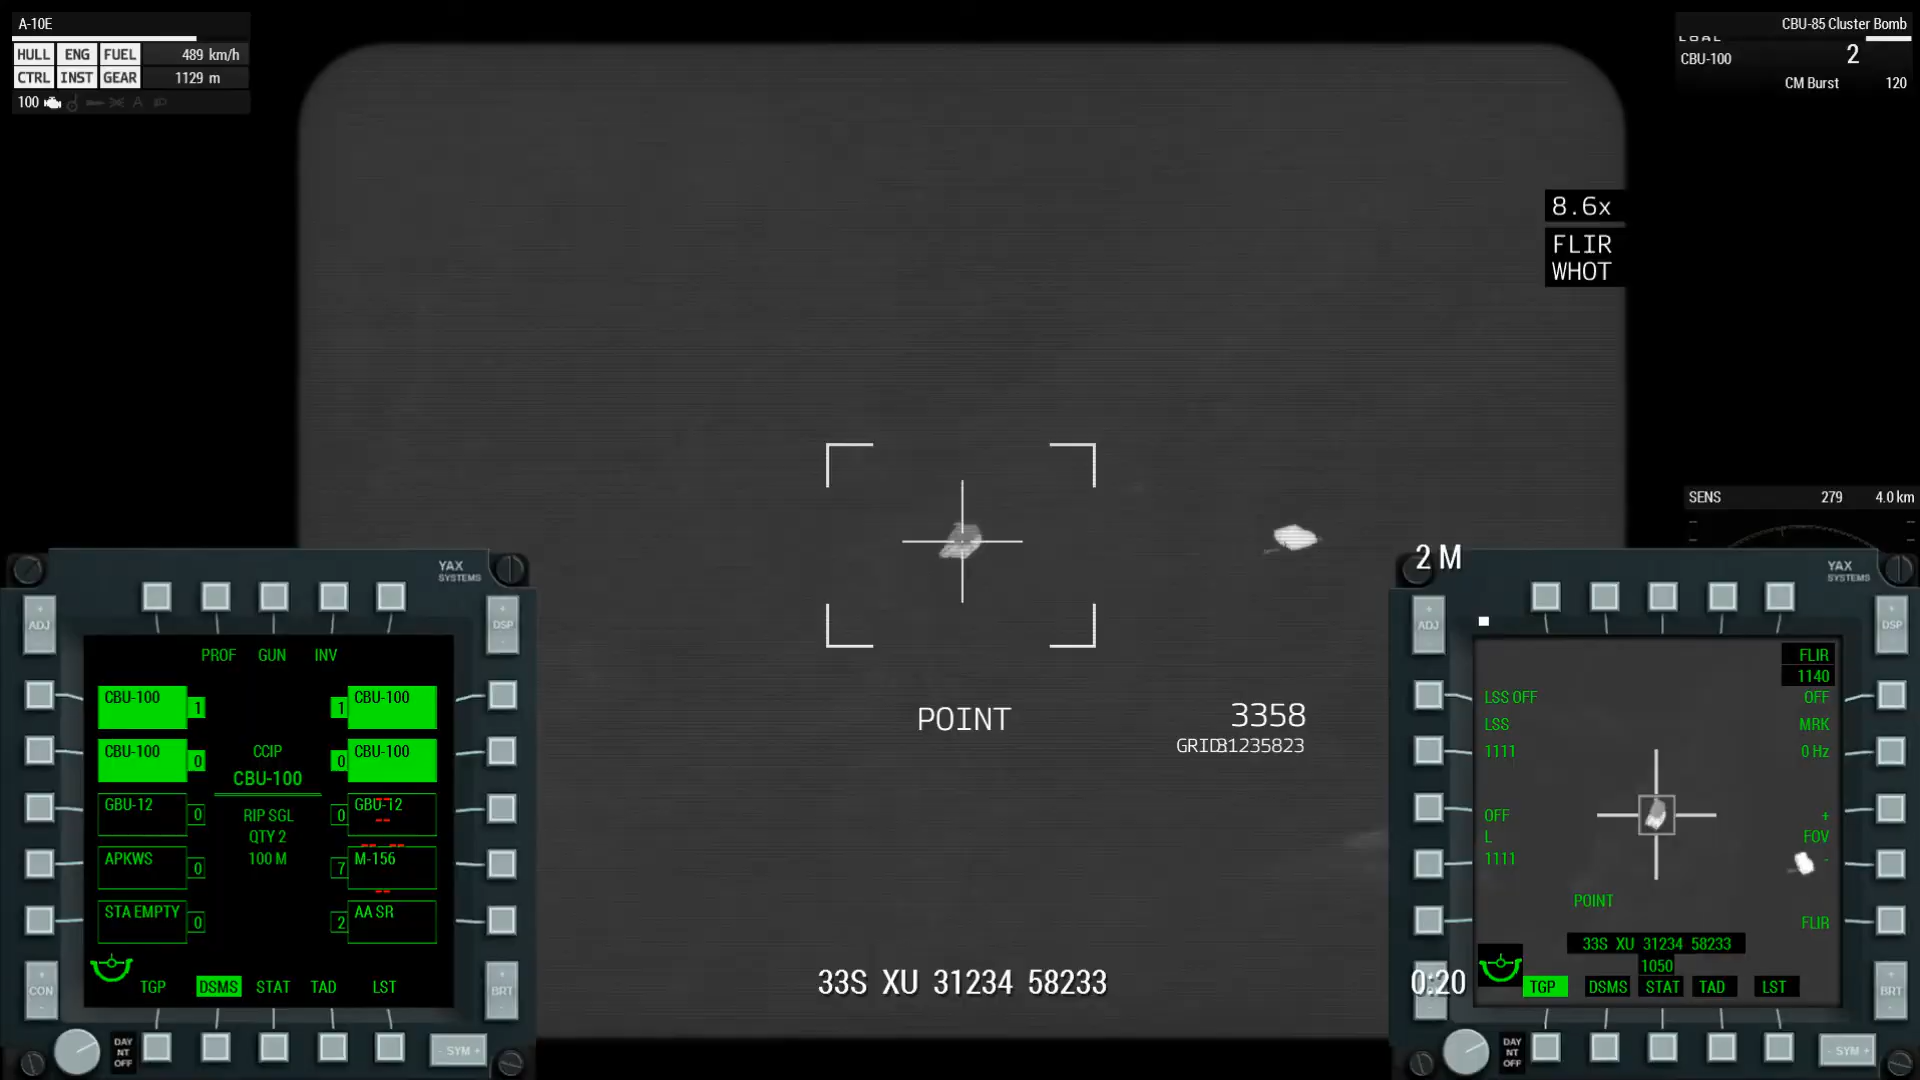 A-10E
HULL ENG FUEL 489 km/h
CTRL INST GEAR 1129 m
100 A
CBU-85 Cluster Bomb
CBU-100 2
CM Burst 120
8.6x
FLIR
WHOT
SENS 279 4.0 km
2 M
POINT
3358
33S XU 31234 58233
0:20
YAX
SYSTEMS
ADJ DSP
PROF GUN INV
CBU-100 1 1 CBU-100
CBU-100 0 CCIP 0 CBU-100
CBU-100
GBU-12 0 0 GBU-12
RIP SGL
QTY 2
100 M
APKWS 0 7 M-156
STA EMPTY 0 2 AA SR
TGP DSMS STAT TAD LST
CON BRT
DAY
NT
OFF
- SYM +
YAX
SYSTEMS
ADJ DSP
FLIR
1140
LSS OFF OFF
LSS MRK
1111 0 Hz
OFF +
L FOV
1111 -
POINT
FLIR
33S XU 31234 58233
1050
TGP DSMS STAT TAD LST
BRT
DAY
NT
OFF
- SYM +